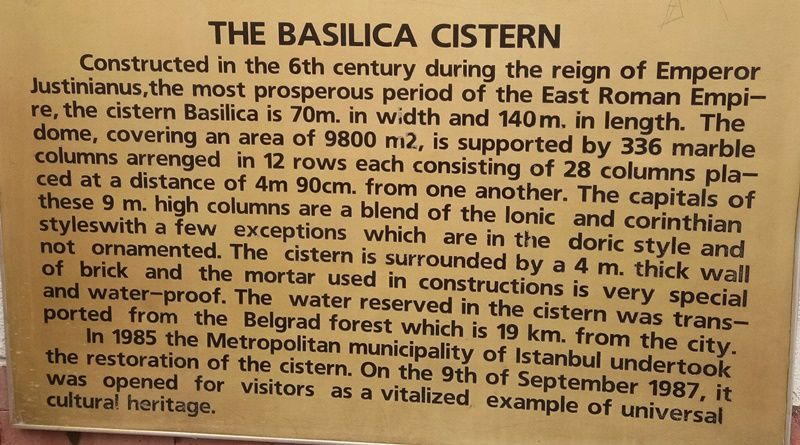 THE BASILICA CISTERN
Constructed in the 6th century during the reign of Emperor
Justinianus,the most prosperous period of the East Roman Empi—
re, the cistern Basilica is 70m. in width and 140m. in length. The
dome, covering an area of 9800 m2, is supported by 336 marble
columns arrenged in 12 rows each consisting of 28 columns pla—
ced at a distance of 4m 90cm. from one another. The capitals of
these 9 m. high columns are a blend of the Ionic and corinthian
styleswith a few exceptions which are in the doric style and
not ornamented. The cistern is surrounded by a 4 m. thick wall
of brick and the mortar used in constructions is very special
and water—proof. The water reserved in the cistern was trans—
ported from the Belgrad forest which is 19 km. from the city.
In 1985 the Metropolitan municipality of Istanbul undertook
the restoration of the cistern. On the 9th of September 1987, it
was opened for visitors as a vitalized example of universal
cultural heritage.